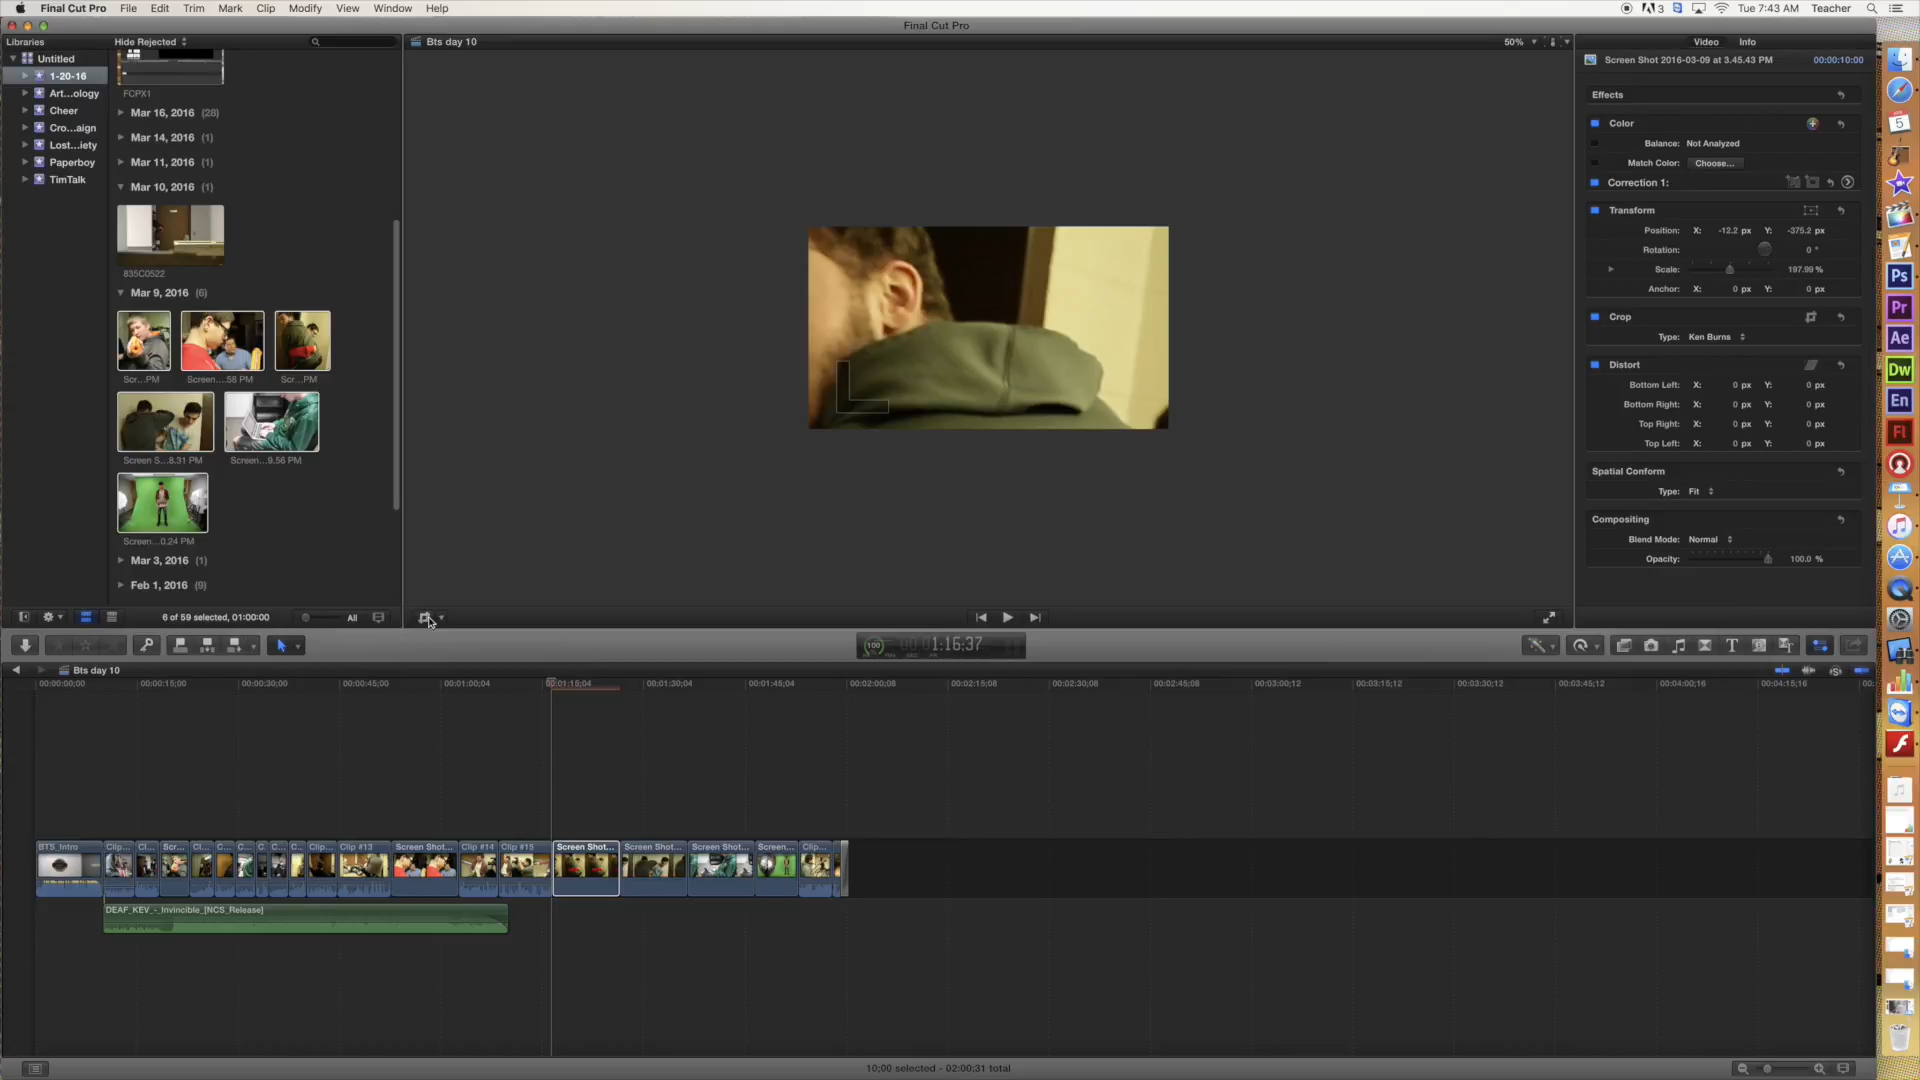 Final Cut Pro File Edit Trim Mark Clip Modify View Window Help
3 Tue 7:43 AM Teacher
Final Cut Pro
Libraries
Hide Rejected
Bts day 10
50%
Video Info
Untitled
1-20-16
Art...ology
Cheer
Cro...aign
Lost...iety
Paperboy
TimTalk
FCPX1
Mar 16, 2016 (28)
Mar 14, 2016 (1)
Mar 11, 2016 (1)
Mar 10, 2016 (1)
835C0522
Mar 9, 2016 (6)
Scr...PM Screen....58 PM Scr...PM
Screen S...8.31 PM Screen...9.56 PM
Screen...0.24 PM
Mar 3, 2016 (1)
Feb 1, 2016 (9)
6 of 59 selected, 01:00:00
All
Screen Shot 2016-03-09 at 3.45.43 PM 00:00:10:00
Effects
Color
Balance: Not Analyzed
Match Color: Choose...
Correction 1:
Transform
Position: X: -12.2 px Y: -375.2 px
Rotation: 0 °
Scale: 197.99 %
Anchor: X: 0 px Y: 0 px
Crop
Type: Ken Burns
Distort
Bottom Left: X: 0 px Y: 0 px
Bottom Right: X: 0 px Y: 0 px
Top Right: X: 0 px Y: 0 px
Top Left: X: 0 px Y: 0 px
Spatial Conform
Type: Fit
Compositing
Blend Mode: Normal
Opacity: 100.0 %
5
Ps
Pr
Ae
Dw
En
Fl
100
1:16:37
T
Bts day 10
00:00:00;00 00:00:15;00 00:00:30;00 00:00:45;00 00:01:00;04 00:01:15;04 00:01:30;04 00:01:45;04 00:02:00;08 00:02:15;08 00:02:30;08 00:02:45;08 00:03:00;12 00:03:15;12 00:03:30;12 00:03:45;12 00:04:00;16 00:04:15;16
BTS_Intro Clip... Cl... Scr... Cl... C... C... C C... C... Clip... Clip #13 Screen Shot... Clip #14 Clip #15 Screen Shot... Screen Shot... Screen Shot... Screen... Clip...
DEAF_KEV_-_Invincible_[NCS_Release]
10;00 selected - 02:00;31 total